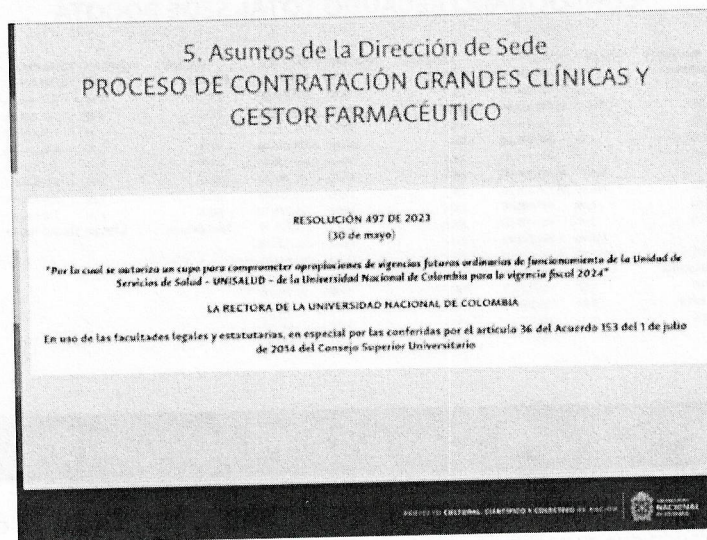 5. Asuntos de la Dirección de Sede
PROCESO DE CONTRATACIÓN GRANDES CLÍNICAS Y
GESTOR FARMACÉUTICO
RESOLUCIÓN 497 DE 2023
(30 de mayo)
"Por la cual se autoriza un cupo para comprometer apropiaciones de vigencias futuras ordinarias de funcionamiento de la Unidad de
Servicios de Salud - UNISALUD - de la Universidad Nacional de Colombia para la vigencia fiscal 2024"
LA RECTORA DE LA UNIVERSIDAD NACIONAL DE COLOMBIA
En uso de las facultades legales y estatutarias, en especial por las conferidas por el artículo 36 del Acuerdo 153 del 1 de julio
de 2014 del Consejo Superior Universitario
PROYECTO CULTURAL, CIENTÍFICO Y COLECTIVO DE NACIÓN
UNIVERSIDAD
NACIONAL
DE COLOMBIA